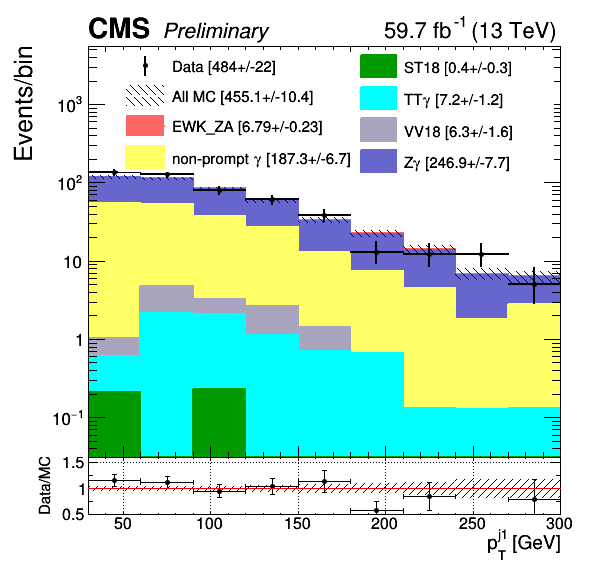 CMS Preliminary 59.7 fb⁻¹ (13 TeV)
Events/bin
Data [484+/-22]
All MC [455.1+/-10.4]
EWK_ZA [6.79+/-0.23]
non-prompt γ [187.3+/-6.7]
ST18 [0.4+/-0.3]
TTγ [7.2+/-1.2]
VV18 [6.3+/-1.6]
Zγ [246.9+/-7.7]
10³
10²
10
1
10⁻¹
Data/MC
1.5
1
0.5
50 100 150 200 250 300
p_T^j1 [GeV]